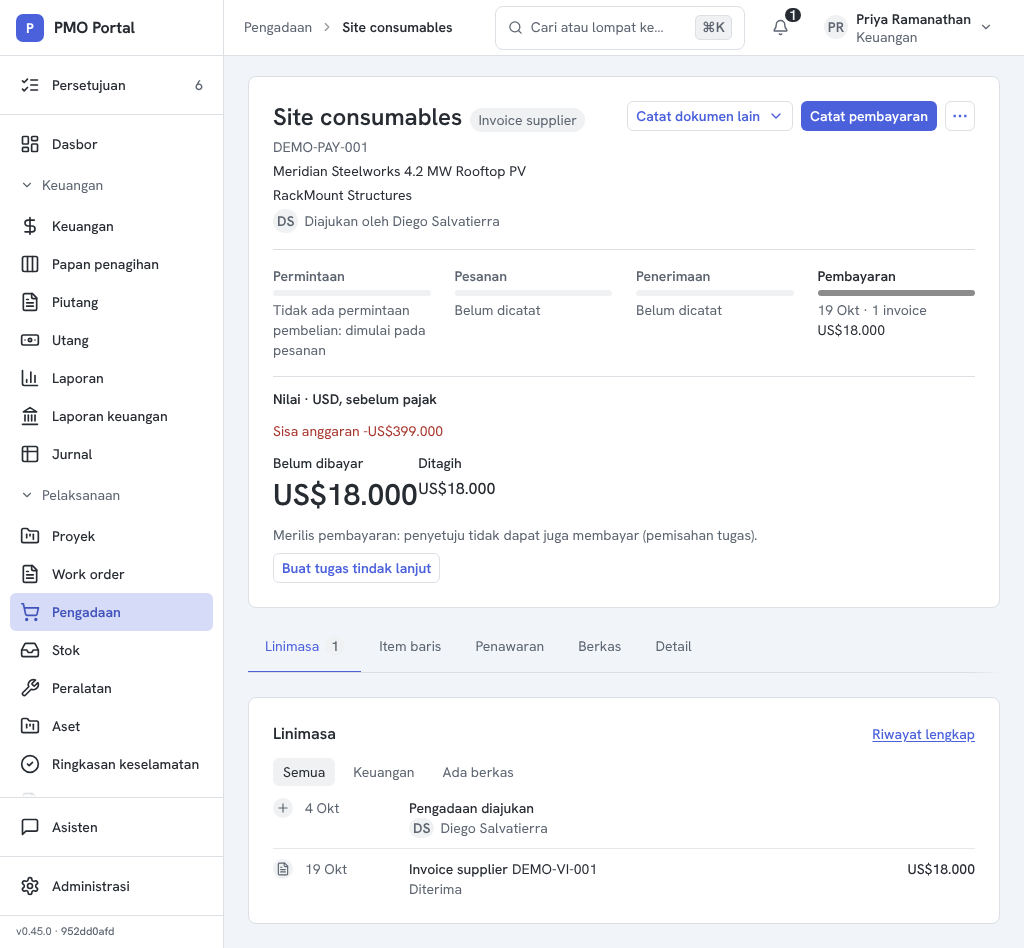 P PMO Portal
Pengadaan > Site consumables
Cari atau lompat ke...
⌘K
1
PR
Priya Ramanathan
Keuangan
Persetujuan 6
Dasbor
Keuangan
Keuangan
Papan penagihan
Piutang
Utang
Laporan
Laporan keuangan
Jurnal
Pelaksanaan
Proyek
Work order
Pengadaan
Stok
Peralatan
Aset
Ringkasan keselamatan
Asisten
Administrasi
v0.45.0 · 952dd0afd
Site consumables Invoice supplier
Catat dokumen lain
Catat pembayaran
DEMO-PAY-001
Meridian Steelworks 4.2 MW Rooftop PV
RackMount Structures
DS Diajukan oleh Diego Salvatierra
Permintaan
Tidak ada permintaan
pembelian: dimulai pada
pesanan
Pesanan
Belum dicatat
Penerimaan
Belum dicatat
Pembayaran
19 Okt · 1 invoice
US$18.000
Nilai · USD, sebelum pajak
Sisa anggaran -US$399.000
Belum dibayar
US$18.000
Ditagih
US$18.000
Merilis pembayaran: penyetuju tidak dapat juga membayar (pemisahan tugas).
Buat tugas tindak lanjut
Linimasa 1
Item baris
Penawaran
Berkas
Detail
Linimasa
Riwayat lengkap
Semua
Keuangan
Ada berkas
4 Okt
Pengadaan diajukan
DS Diego Salvatierra
19 Okt
Invoice supplier DEMO-VI-001
US$18.000
Diterima